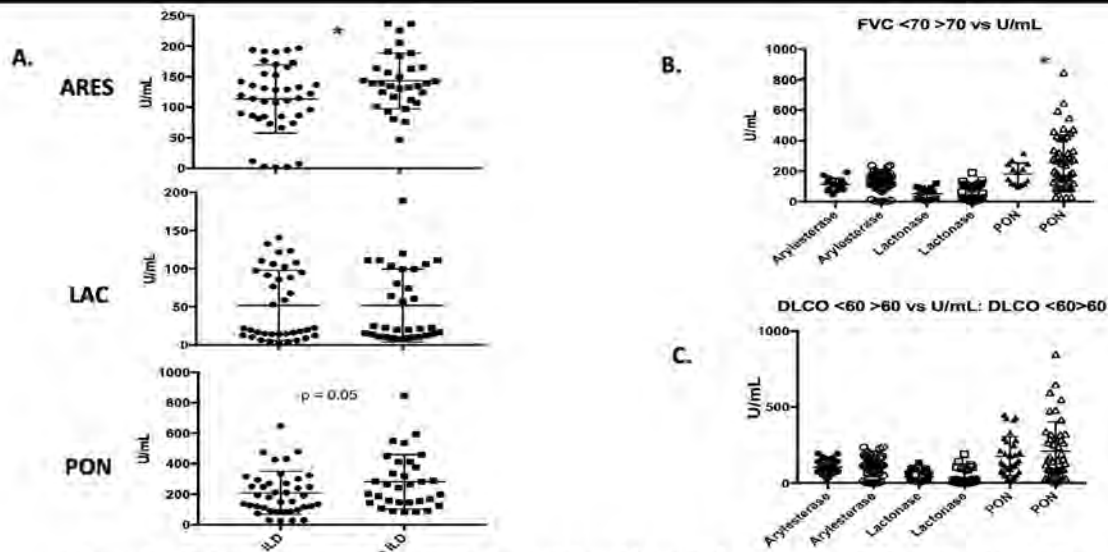 A.
ARES
U/mL
250
200
150
100
50
0
*
LAC
U/mL
200
150
100
50
0
PON
U/mL
1000
800
600
400
200
0
p = 0.05
ILD
ILD
B.
FVC <70 >70 vs U/mL
U/mL
1000
800
600
400
200
0
*
Arylesterase
Arylesterase
Lactonase
Lactonase
PON
PON
C.
DLCO <60 >60 vs U/mL: DLCO <60>60
U/mL
1000
500
0
Arylesterase
Arylesterase
Lactonase
Lactonase
PON
PON